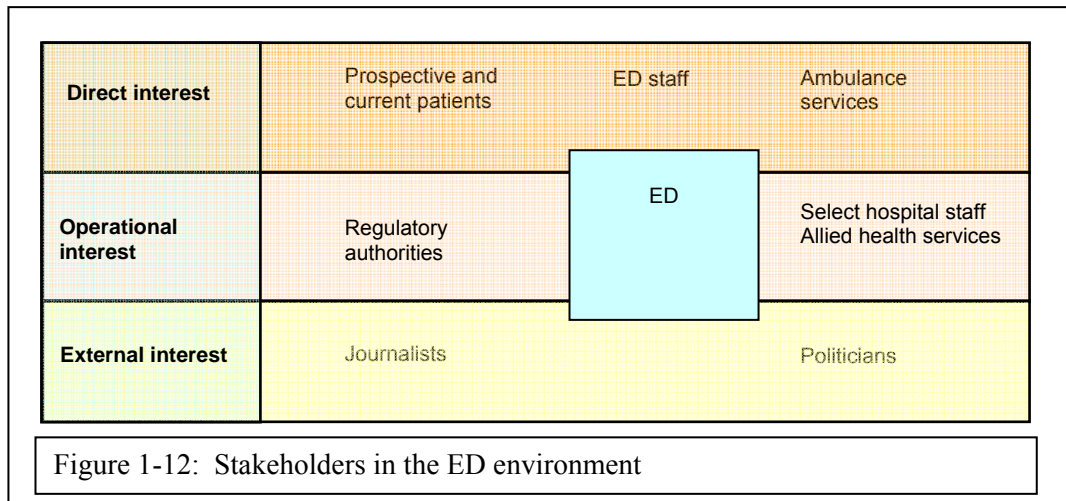 Direct interest
Prospective and
current patients
ED staff
Ambulance
services
ED
Operational
interest
Regulatory
authorities
Select hospital staff
Allied health services
External interest
Journalists
Politicians
Figure 1-12: Stakeholders in the ED environment